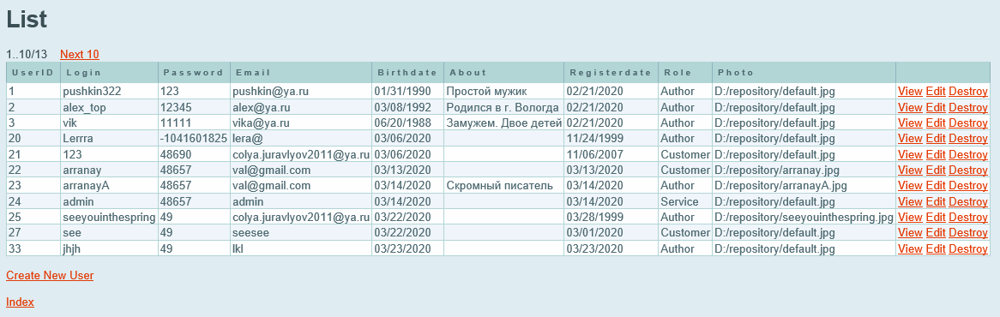 List
1..10/13 Next 10
UserID Login Password Email Birthdate About Registerdate Role Photo
1 pushkin322 123 pushkin@ya.ru 01/31/1990 Простой мужик 02/21/2020 Author D:/repository/default.jpg View Edit Destroy
2 alex_top 12345 alex@ya.ru 03/08/1992 Родился в г. Вологда 02/21/2020 Author D:/repository/default.jpg View Edit Destroy
3 vik 11111 vika@ya.ru 06/20/1988 Замужем. Двое детей 02/21/2020 Author D:/repository/default.jpg View Edit Destroy
20 Lerrra -1041601825 lera@ 03/06/2020 11/24/1999 Author D:/repository/default.jpg View Edit Destroy
21 123 48690 colya.juravlyov2011@ya.ru 03/06/2020 11/06/2007 Customer D:/repository/default.jpg View Edit Destroy
22 arranay 48657 val@gmail.com 03/13/2020 03/13/2020 Customer D:/repository/arranay.jpg View Edit Destroy
23 arranayA 48657 val@gmail.com 03/14/2020 Скромный писатель 03/14/2020 Author D:/repository/arranayA.jpg View Edit Destroy
24 admin 48657 admin 03/14/2020 03/14/2020 Service D:/repository/default.jpg View Edit Destroy
25 seeyouinthespring 49 colya.juravlyov2011@ya.ru 03/22/2020 03/28/1999 Author D:/repository/seeyouinthespring.jpg View Edit Destroy
27 see 49 seesee 03/22/2020 03/01/2020 Customer D:/repository/default.jpg View Edit Destroy
33 jhjh 49 lkl 03/23/2020 03/23/2020 Author D:/repository/default.jpg View Edit Destroy
Create New User
Index